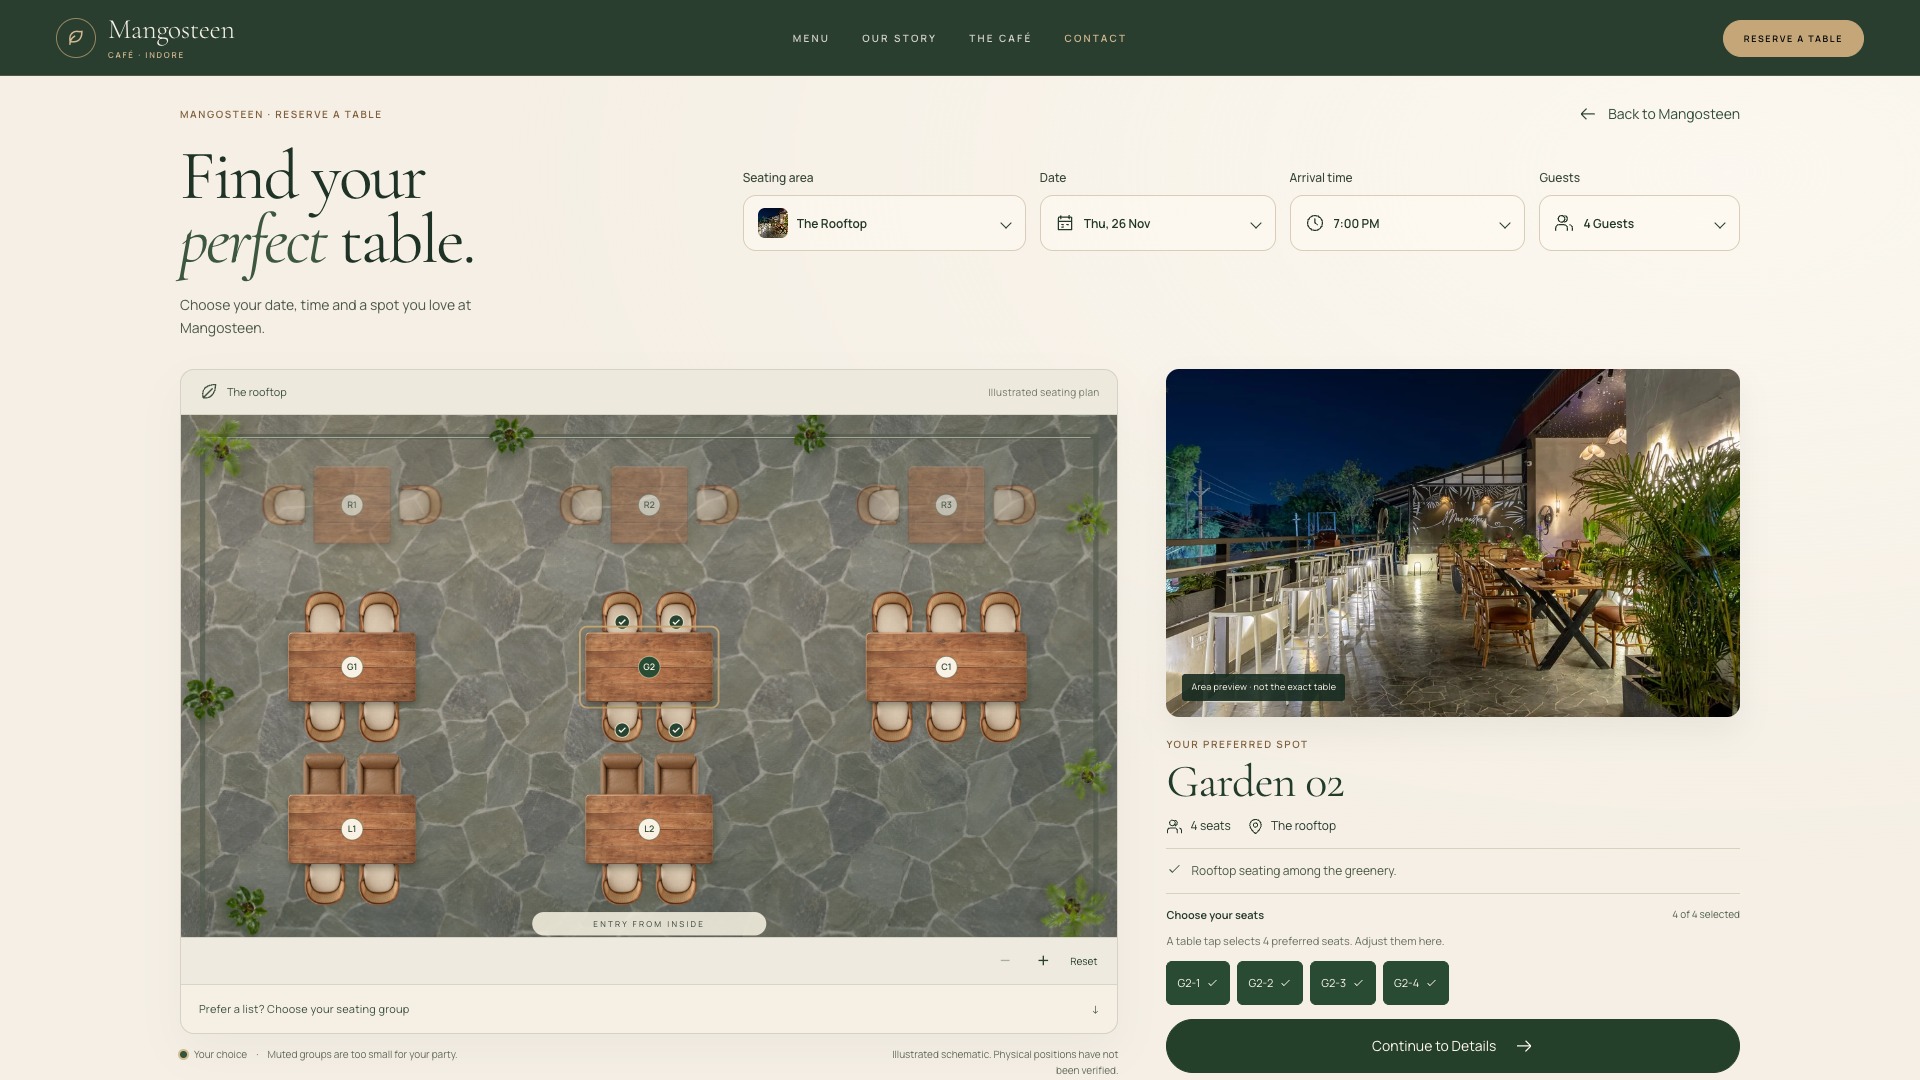 Mangosteen
CAFÉ · INDORE
MENU
OUR STORY
THE CAFÉ
CONTACT
RESERVE A TABLE
MANGOSTEEN · RESERVE A TABLE
Back to Mangosteen
Find your
perfect table.
Choose your date, time and a spot you love at
Mangosteen.
Seating area
Date
Arrival time
Guests
The Rooftop
Thu, 26 Nov
7:00 PM
4 Guests
The rooftop
Illustrated seating plan
R1
R2
R3
G1
G2
C1
L1
L2
ENTRY FROM INSIDE
Reset
Prefer a list? Choose your seating group
Your choice · Muted groups are too small for your party.
Illustrated schematic. Physical positions have not
been verified.
Area preview · not the exact table
YOUR PREFERRED SPOT
Garden 02
4 seats
The rooftop
Rooftop seating among the greenery.
Choose your seats
4 of 4 selected
A table tap selects 4 preferred seats. Adjust them here.
G2-1
G2-2
G2-3
G2-4
Continue to Details